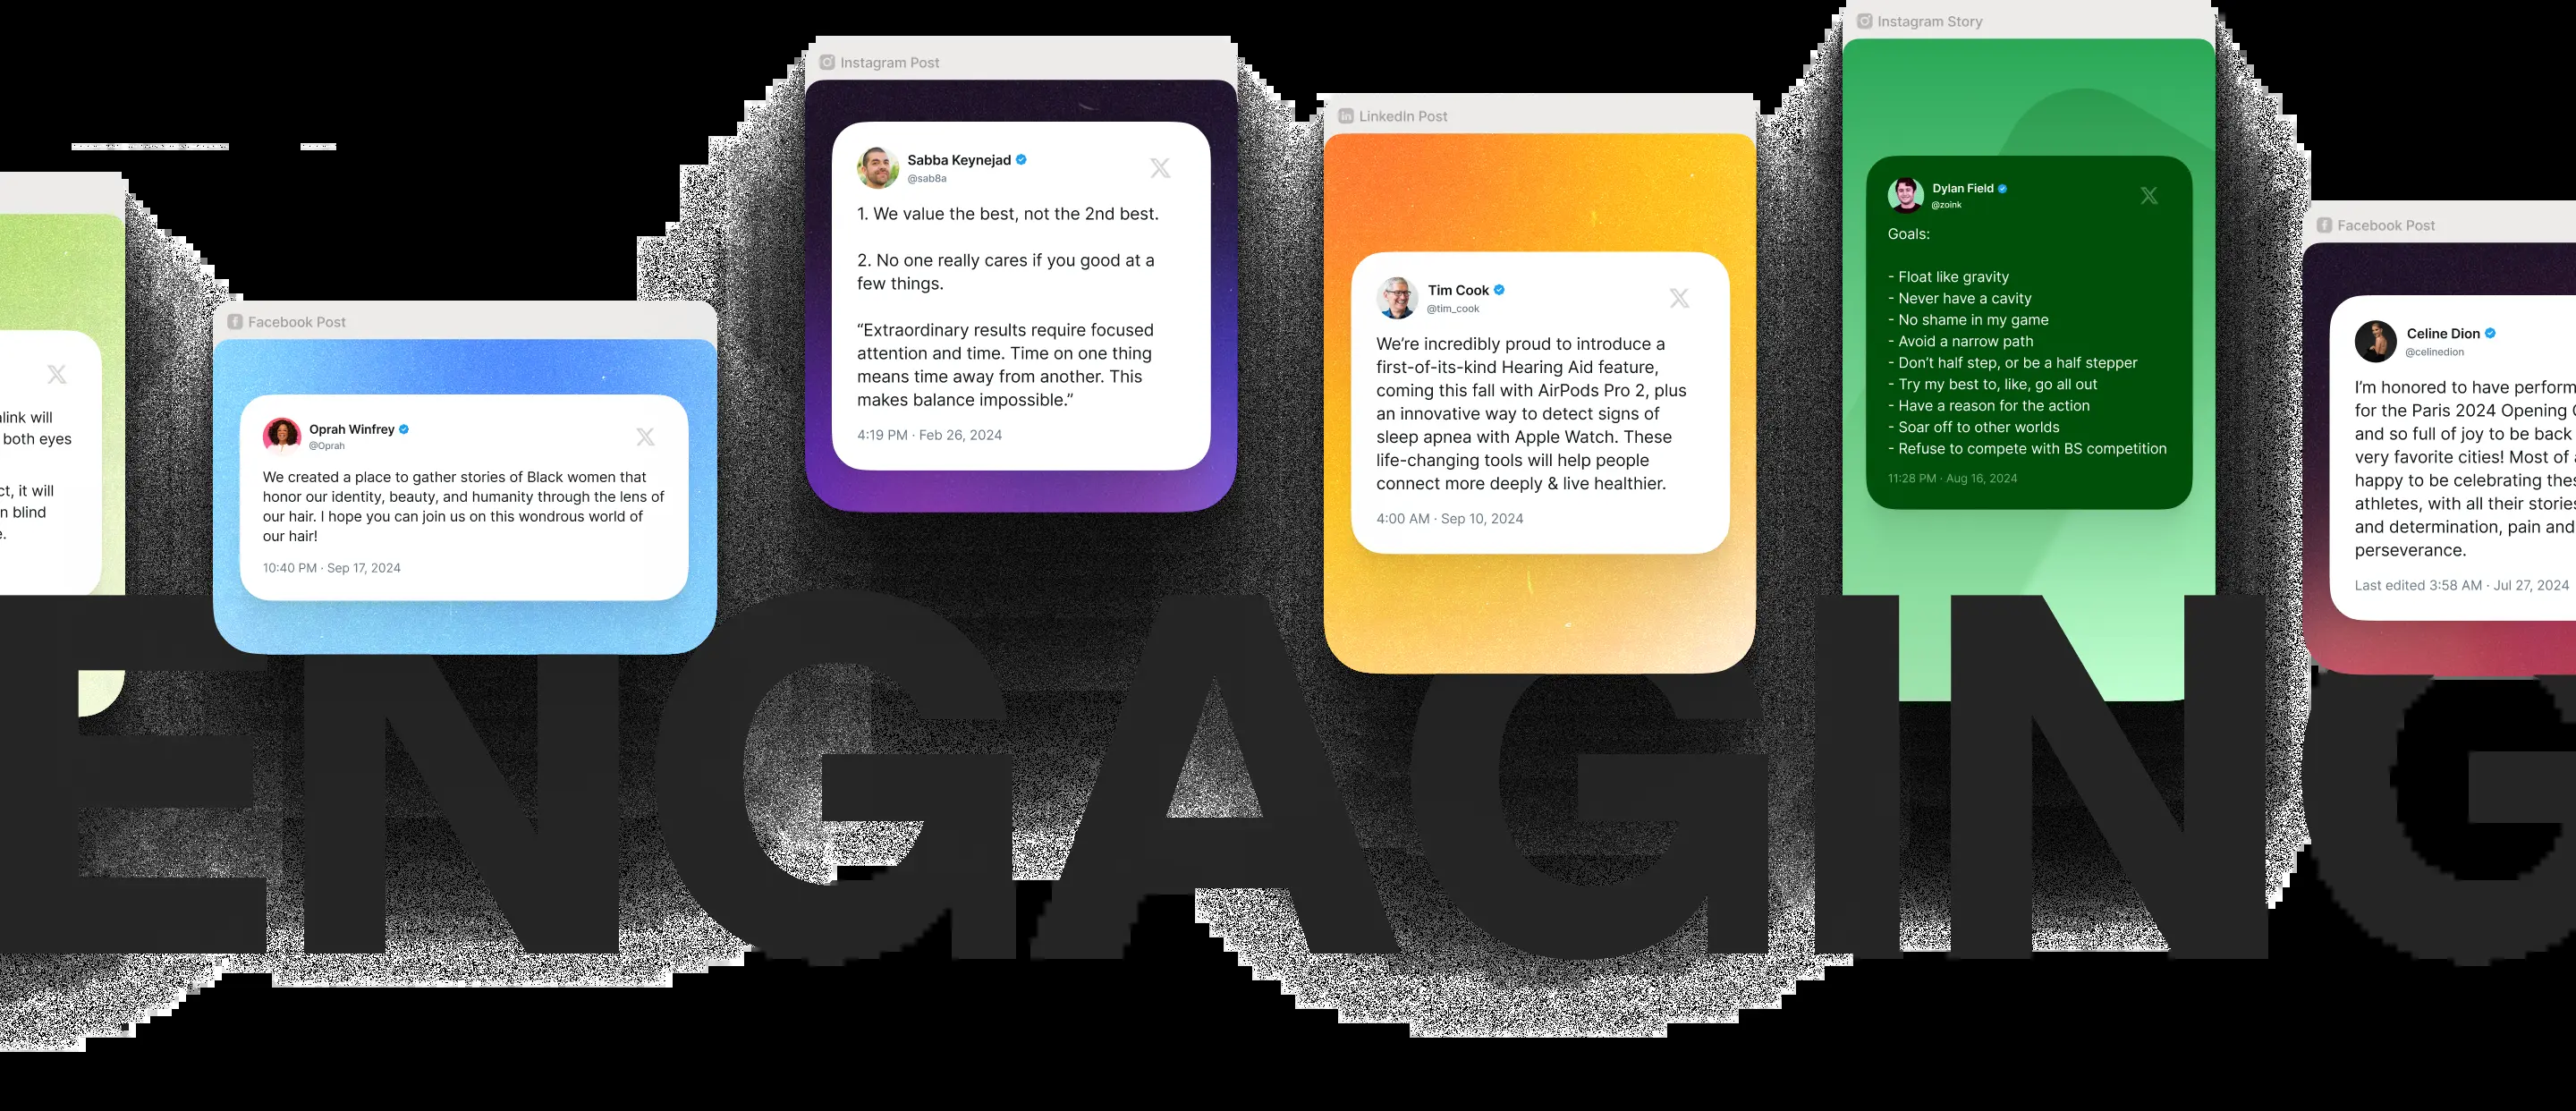 alink will
both eyes
ct, it will
n blind
e.
Facebook Post
Oprah Winfrey
@Oprah
We created a place to gather stories of Black women that
honor our identity, beauty, and humanity through the lens of
our hair. I hope you can join us on this wondrous world of
our hair!
10:40 PM · Sep 17, 2024
Instagram Post
Sabba Keynejad
@sab8a
1. We value the best, not the 2nd best.
2. No one really cares if you good at a
few things.
“Extraordinary results require focused
attention and time. Time on one thing
means time away from another. This
makes balance impossible.”
4:19 PM · Feb 26, 2024
LinkedIn Post
Tim Cook
@tim_cook
We’re incredibly proud to introduce a
first-of-its-kind Hearing Aid feature,
coming this fall with AirPods Pro 2, plus
an innovative way to detect signs of
sleep apnea with Apple Watch. These
life-changing tools will help people
connect more deeply & live healthier.
4:00 AM · Sep 10, 2024
Instagram Story
Dylan Field
@zoink
Goals:
- Float like gravity
- Never have a cavity
- No shame in my game
- Avoid a narrow path
- Don’t half step, or be a half stepper
- Try my best to, like, go all out
- Have a reason for the action
- Soar off to other worlds
- Refuse to compete with BS competition
11:28 PM · Aug 16, 2024
Facebook Post
Celine Dion
@celinedion
I’m honored to have perform
for the Paris 2024 Opening
and so full of joy to be back
very favorite cities! Most of
happy to be celebrating thes
athletes, with all their stories
and determination, pain and
perseverance.
Last edited 3:58 AM · Jul 27, 2024
ENGAGING